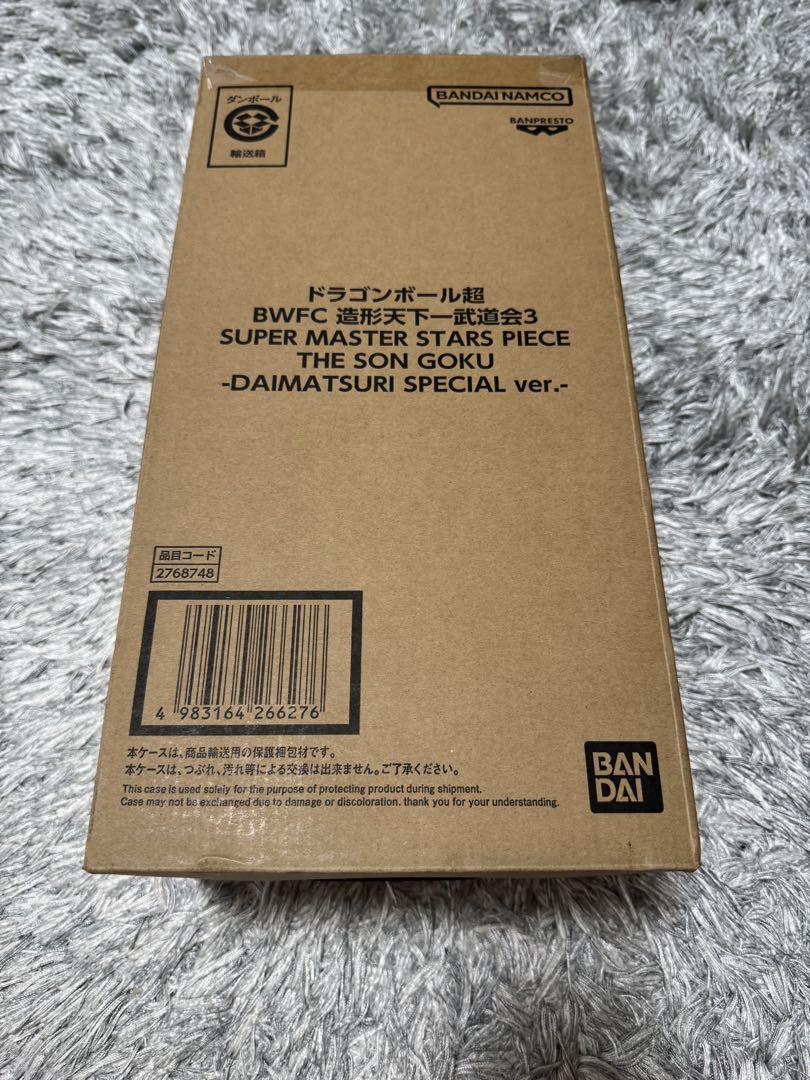 ダンボール
輸送箱
BANDAI NAMCO
BANPRESTO
ドラゴンボール超
BWFC 造形天下一武道会3
SUPER MASTER STARS PIECE
THE SON GOKU
-DAIMATSURI SPECIAL ver.-
品目コード
2768748
4 983164 266276
本ケースは、商品輸送用の保護梱包材です。
本ケースは、つぶれ、汚れ等による交換は出来ません。ご了承ください。
This case is used solely for the purpose of protecting product during shipment.
Case may not be exchanged due to damage or discoloration. thank you for your understanding.
BAN
DAI